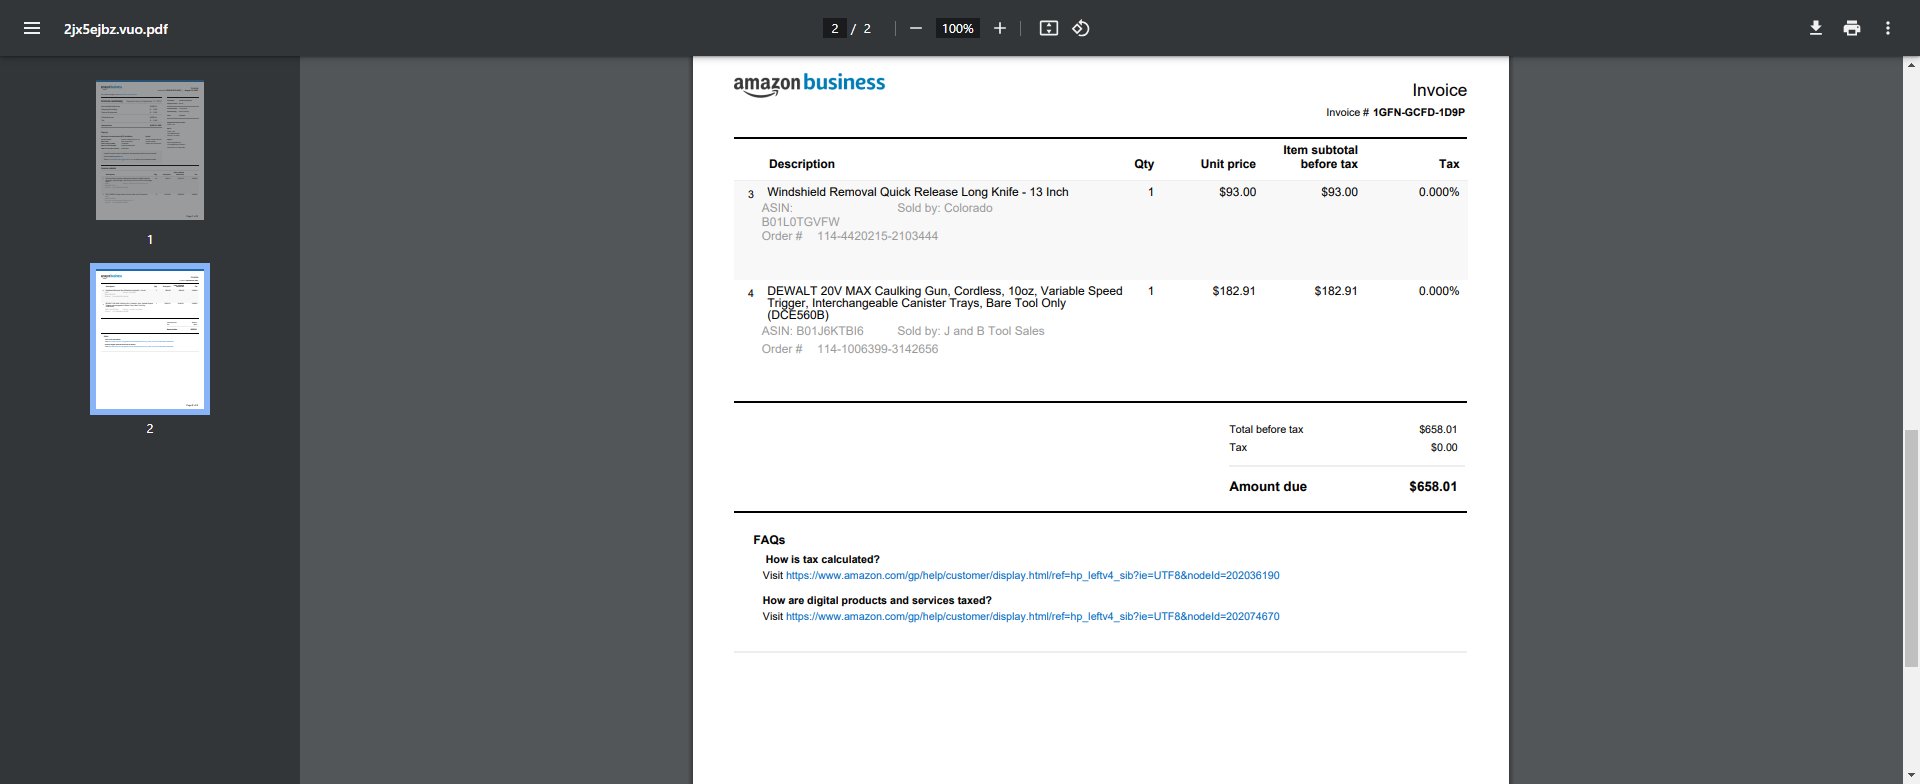 2jx5ejbz.vuo.pdf
2 / 2
100%
1
2
amazon business
Invoice
Invoice # 1GFN-GCFD-1D9P
Description Qty Unit price Item subtotal before tax Tax
3 Windshield Removal Quick Release Long Knife - 13 Inch 1 $93.00 $93.00 0.000%
ASIN: Sold by: Colorado
B01L0TGVFW
Order # 114-4420215-2103444
4 DEWALT 20V MAX Caulking Gun, Cordless, 10oz, Variable Speed 1 $182.91 $182.91 0.000%
Trigger, Interchangeable Canister Trays, Bare Tool Only
(DCE560B)
ASIN: B01J6KTBI6 Sold by: J and B Tool Sales
Order # 114-1006399-3142656
Total before tax $658.01
Tax $0.00
Amount due $658.01
FAQs
How is tax calculated?
Visit https://www.amazon.com/gp/help/customer/display.html/ref=hp_leftv4_sib?ie=UTF8&nodeId=202036190
How are digital products and services taxed?
Visit https://www.amazon.com/gp/help/customer/display.html/ref=hp_leftv4_sib?ie=UTF8&nodeId=202074670